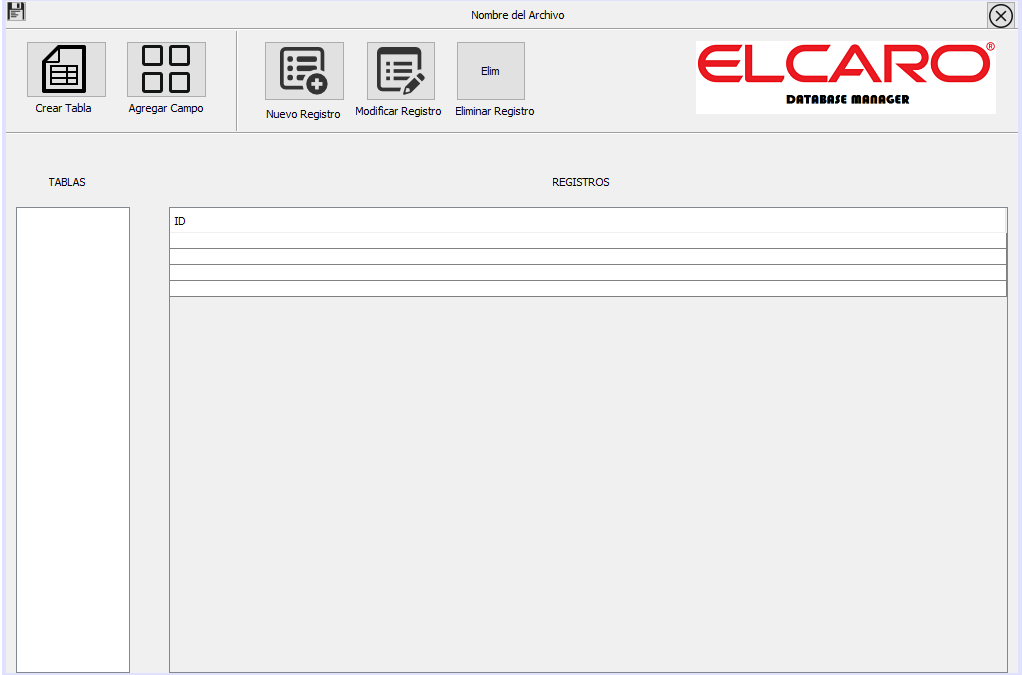 Nombre del Archivo
Elim
Crear Tabla
Agregar Campo
Nuevo Registro
Modificar Registro
Eliminar Registro
ELCARO®
DATABASE MANAGER
TABLAS
REGISTROS
ID